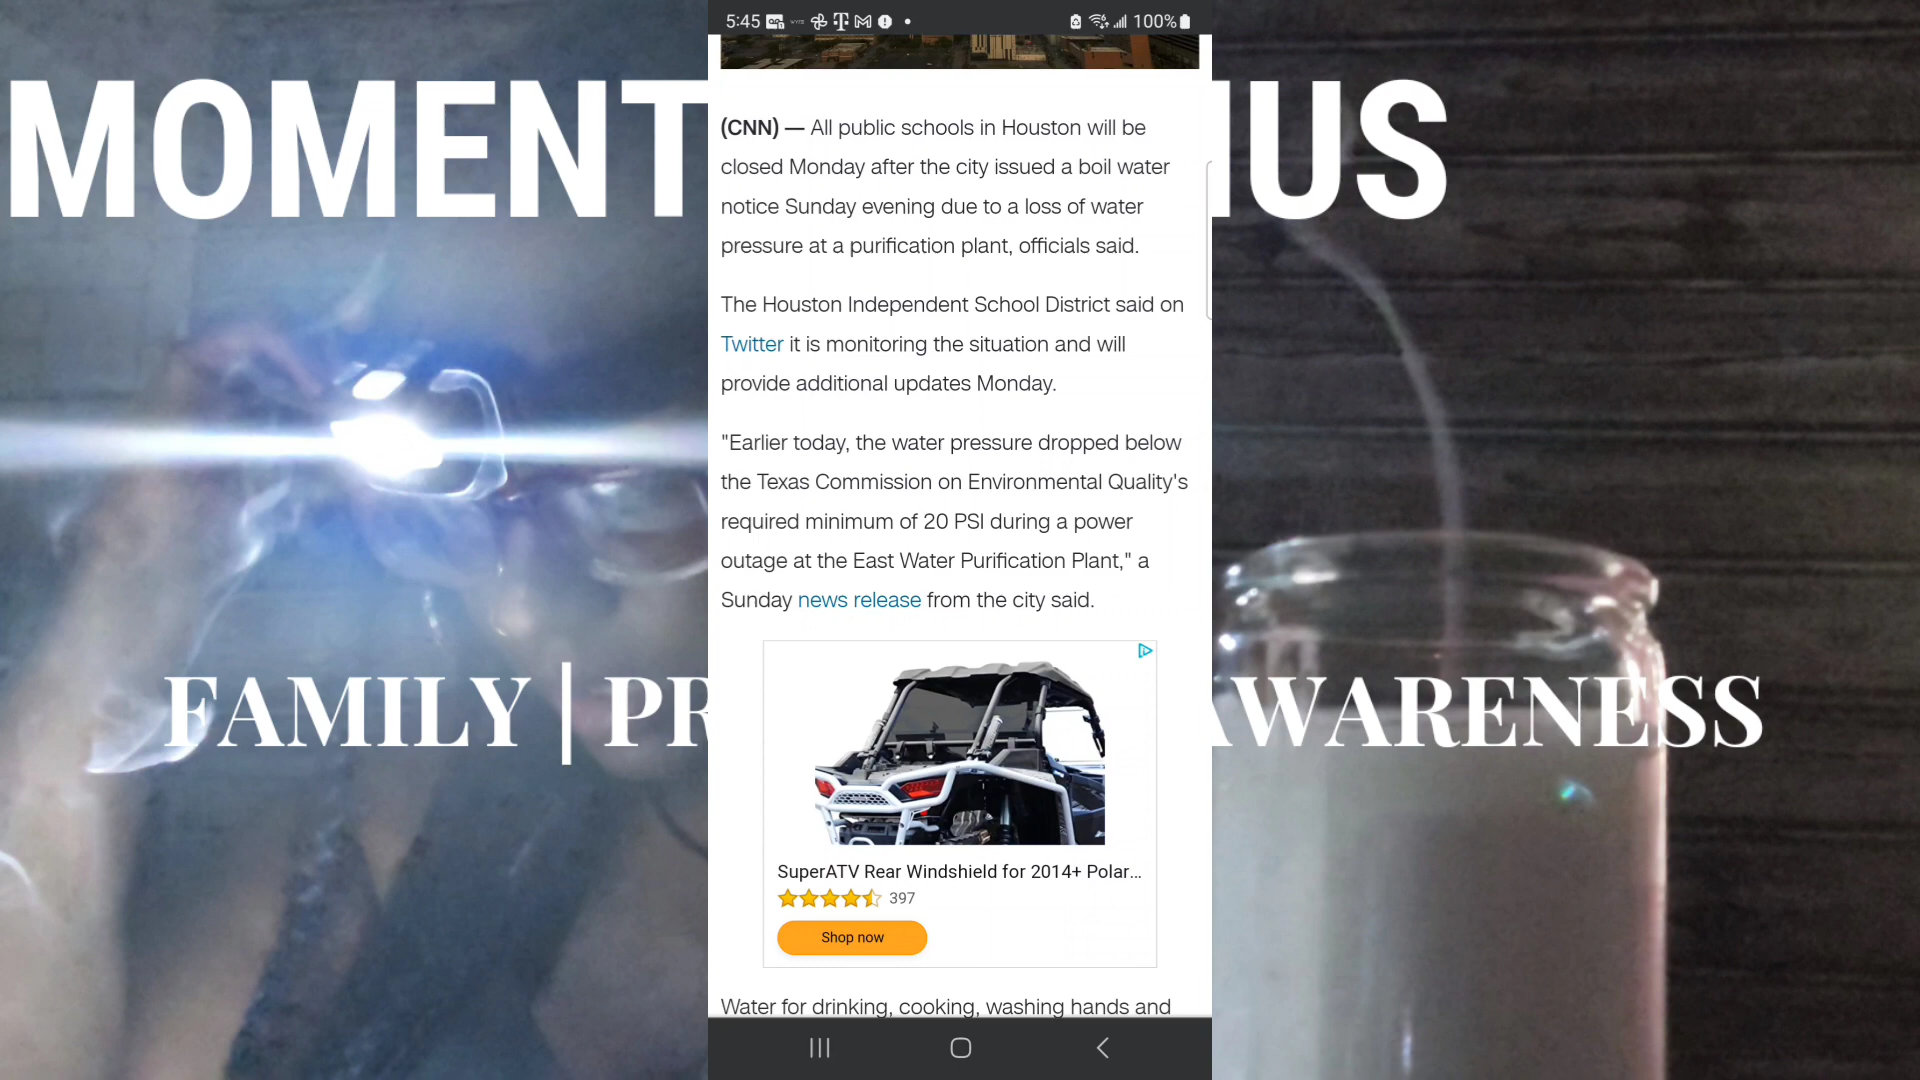 5:45
100%
MOMENT
US
(CNN) — All public schools in Houston will be
closed Monday after the city issued a boil water
notice Sunday evening due to a loss of water
pressure at a purification plant, officials said.
The Houston Independent School District said on
Twitter it is monitoring the situation and will
provide additional updates Monday.
"Earlier today, the water pressure dropped below
the Texas Commission on Environmental Quality's
required minimum of 20 PSI during a power
outage at the East Water Purification Plant," a
Sunday news release from the city said.
FAMILY | PR
AWARENESS
SuperATV Rear Windshield for 2014+ Polar...
397
Shop now
Water for drinking, cooking, washing hands and